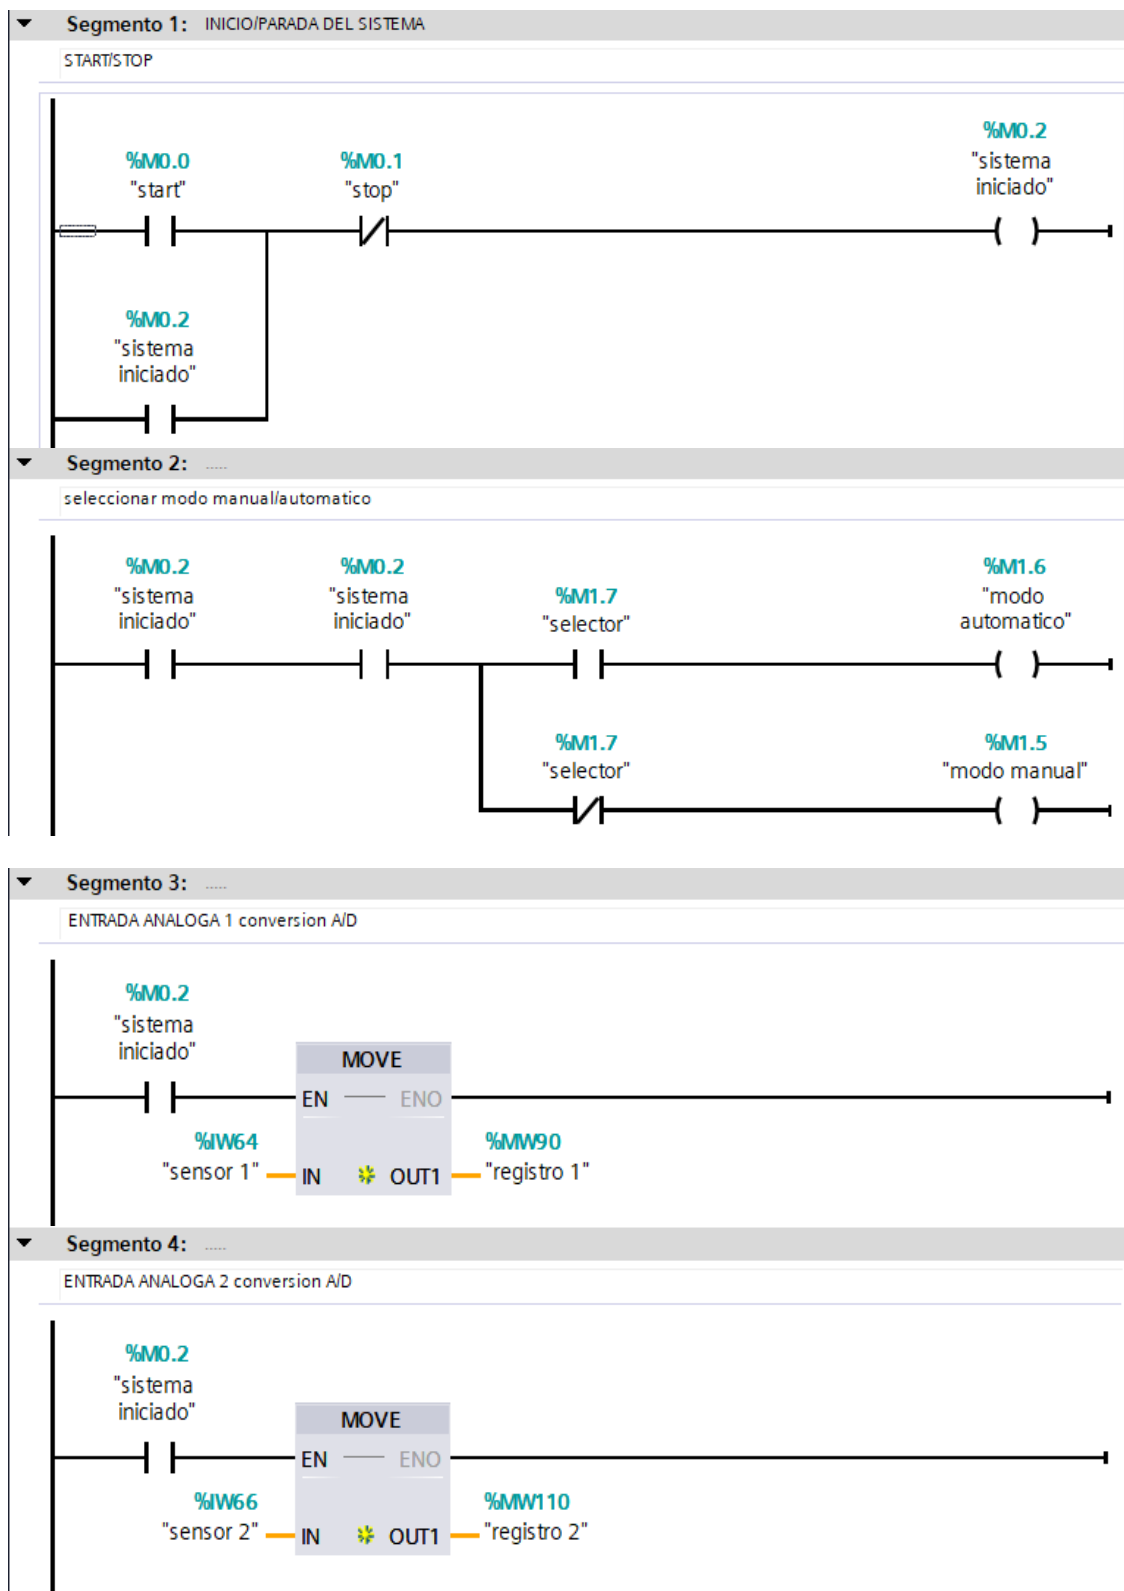 Segmento 1: INICIO/PARADA DEL SISTEMA
START/STOP
%M0.2
"sistema
iniciado"
%M0.0
"start"
%M0.1
"stop"
%M0.2
"sistema
iniciado"
Segmento 2: .....
seleccionar modo manual/automatico
%M0.2
"sistema
iniciado"
%M0.2
"sistema
iniciado"
%M1.7
"selector"
%M1.6
"modo
automatico"
%M1.7
"selector"
%M1.5
"modo manual"
Segmento 3: .....
ENTRADA ANALOGA 1 conversion A/D
%M0.2
"sistema
iniciado"
MOVE
EN ENO
%IW64
"sensor 1"
IN OUT1
%MW90
"registro 1"
Segmento 4: .....
ENTRADA ANALOGA 2 conversion A/D
%M0.2
"sistema
iniciado"
MOVE
EN ENO
%IW66
"sensor 2"
IN OUT1
%MW110
"registro 2"